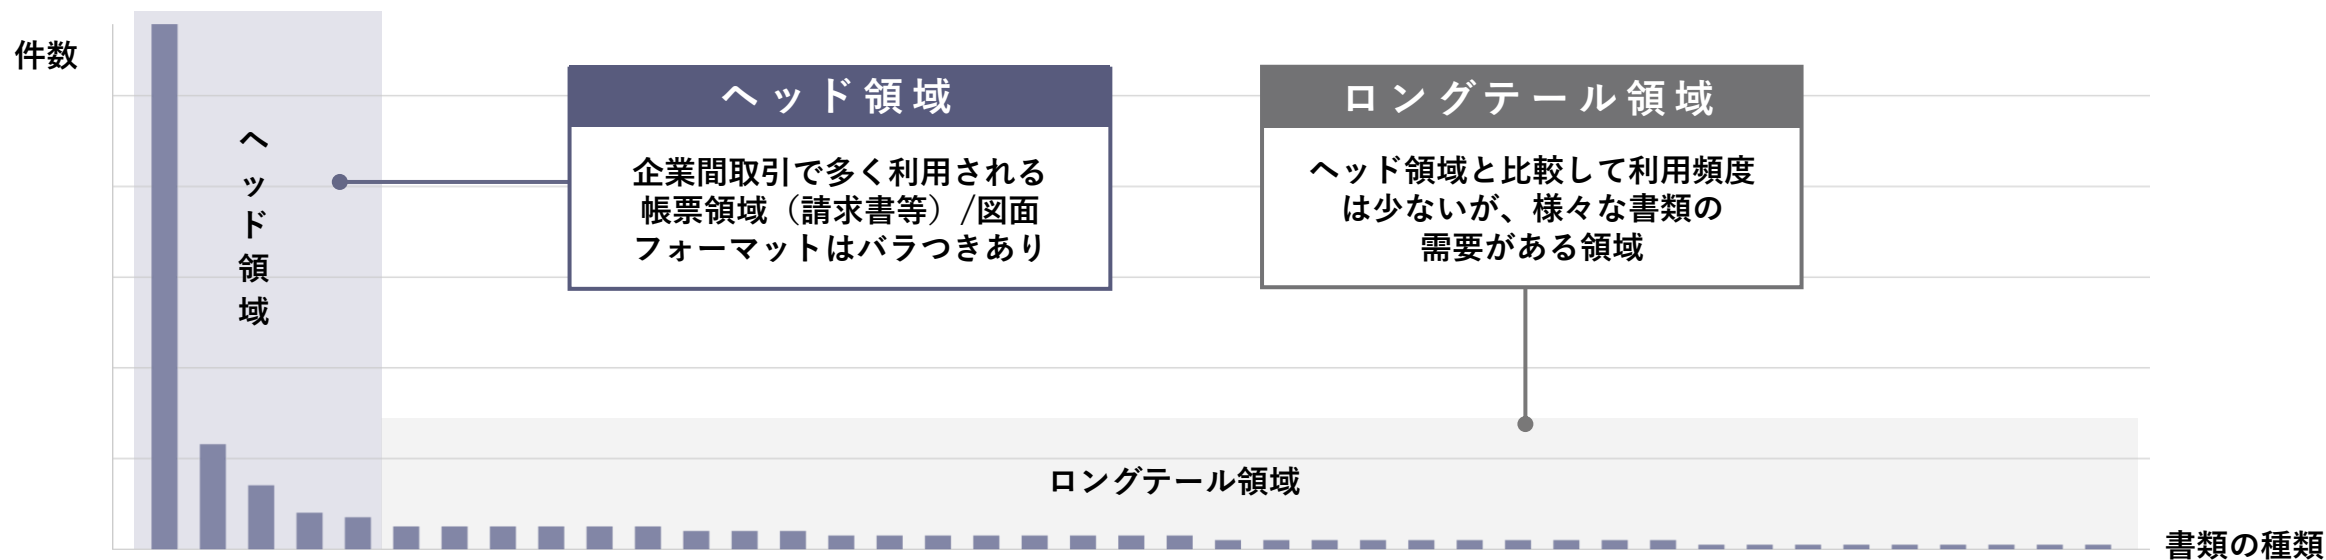 件数
ヘッド領域
ヘッド領域
企業間取引で多く利用される
帳票領域（請求書等）/図面
フォーマットはバラつきあり
ロングテール領域
ヘッド領域と比較して利用頻度
は少ないが、様々な書類の
需要がある領域
ロングテール領域
書類の種類